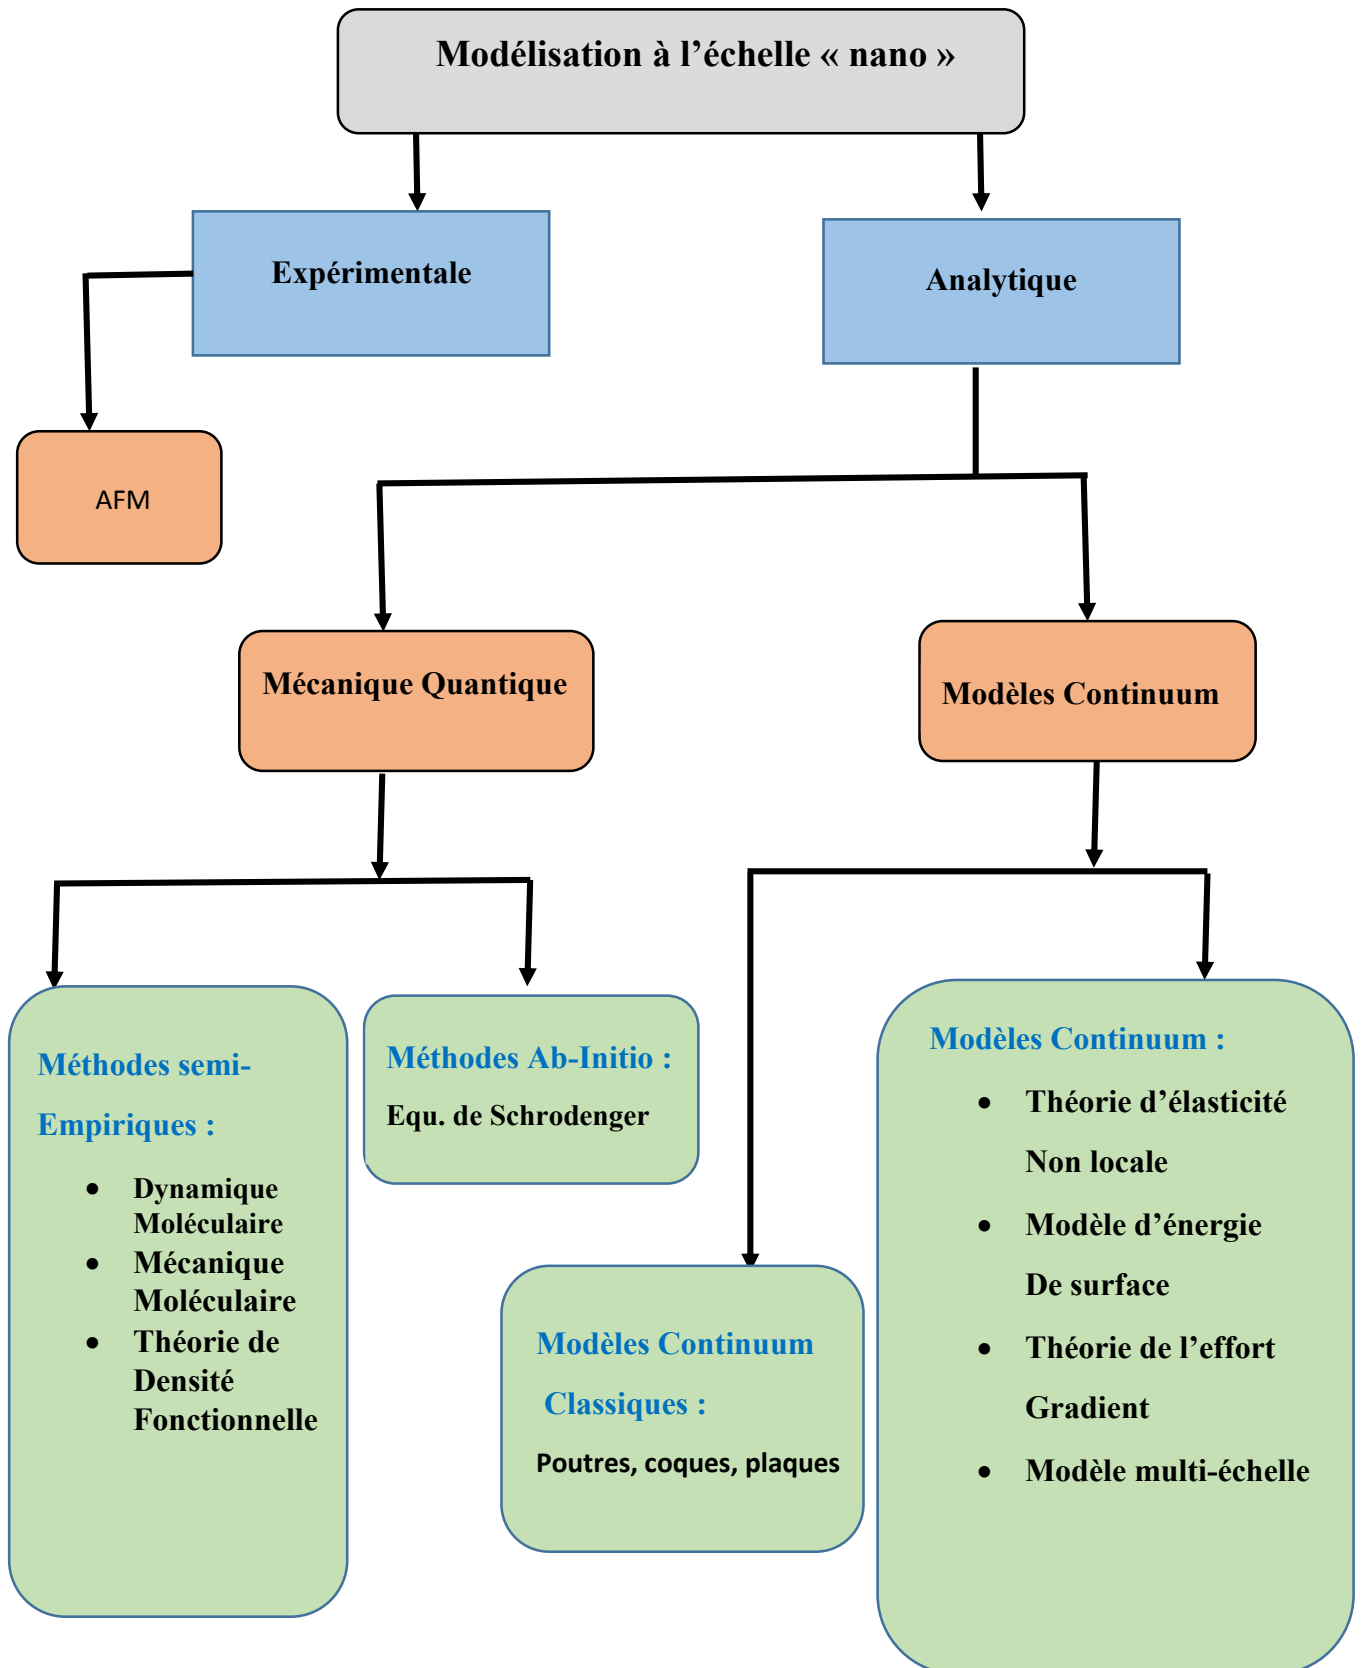 Modélisation à l’échelle « nano »
Expérimentale
Analytique
AFM
Mécanique Quantique
Modèles Continuum
Méthodes semi-
Empiriques :
• Dynamique
Moléculaire
• Mécanique
Moléculaire
• Théorie de
Densité
Fonctionnelle
Méthodes Ab-Initio :
Equ. de Schrodenger
Modèles Continuum
Classiques :
Poutres, coques, plaques
Modèles Continuum :
• Théorie d’élasticité
Non locale
• Modèle d’énergie
De surface
• Théorie de l’effort
Gradient
• Modèle multi-échelle